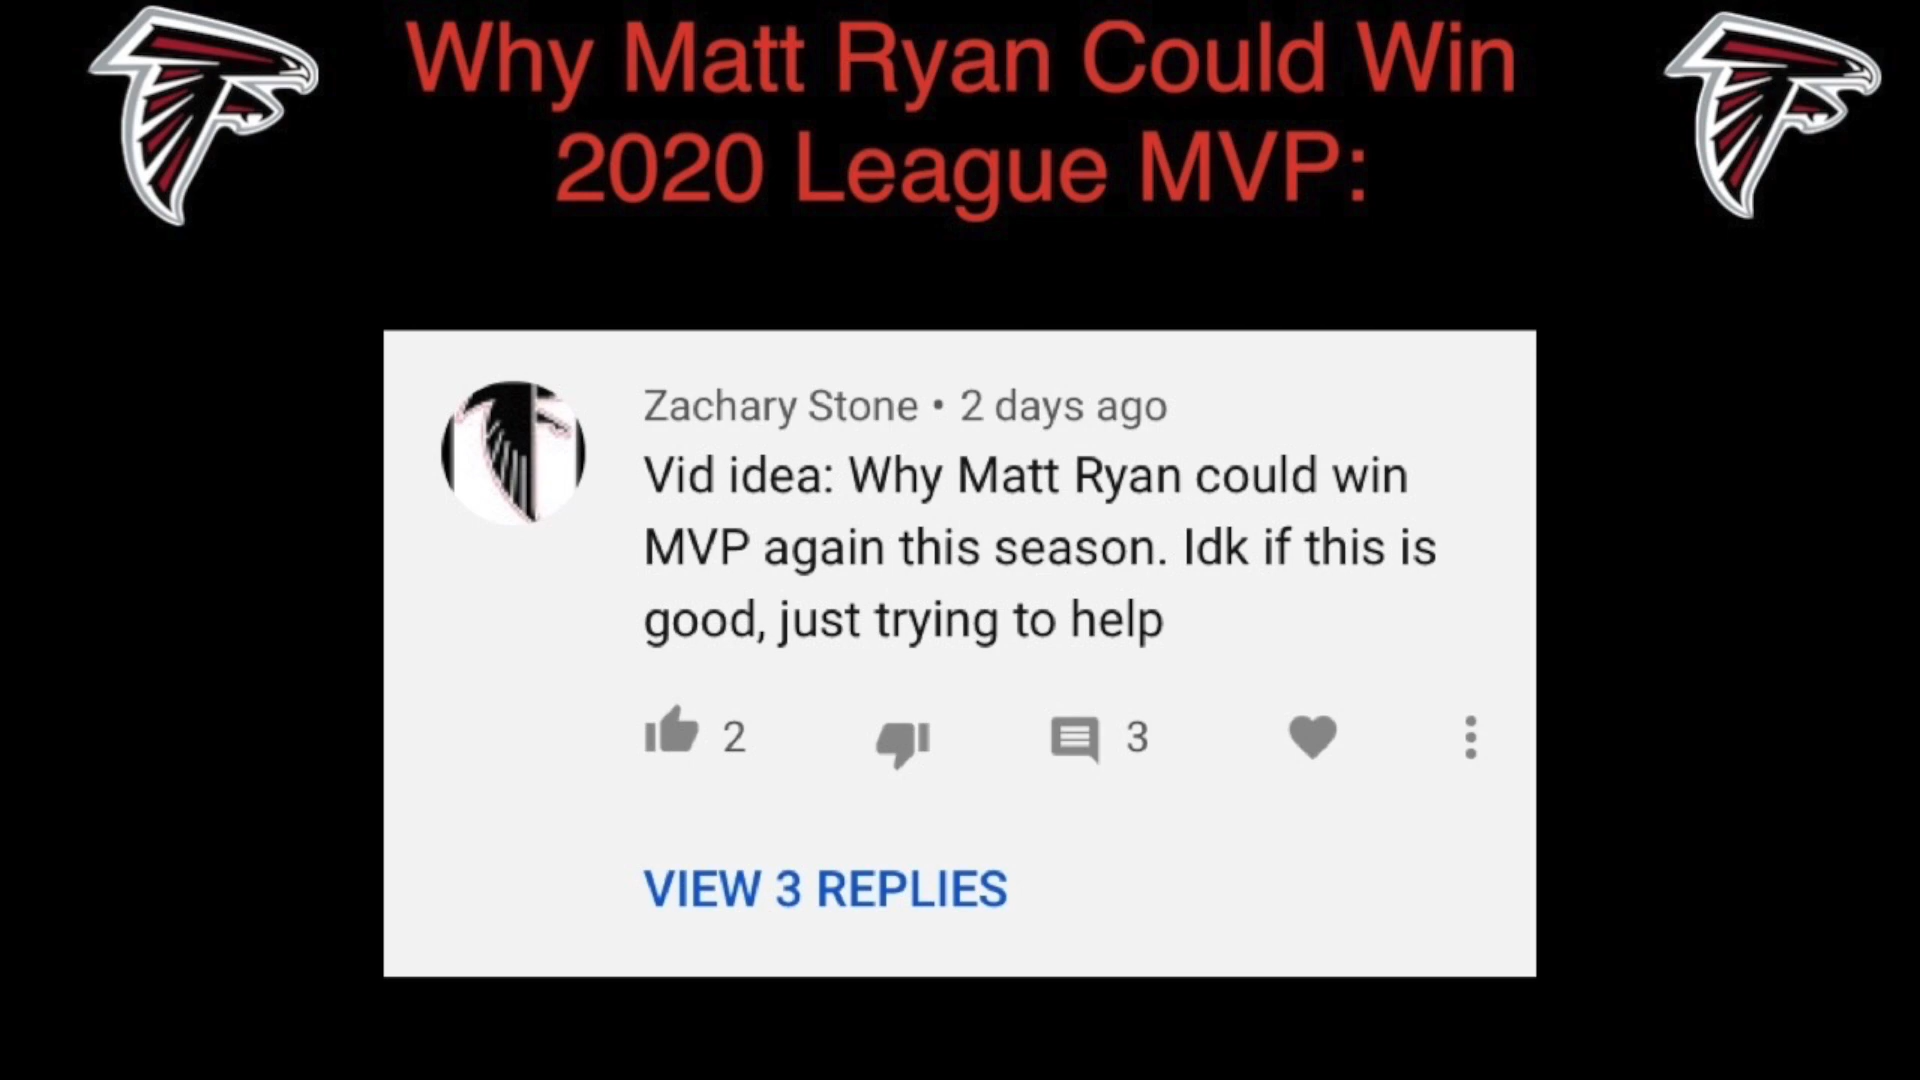 Why Matt Ryan Could Win
2020 League MVP:
Zachary Stone • 2 days ago
Vid idea: Why Matt Ryan could win
MVP again this season. Idk if this is
good, just trying to help
2
3
VIEW 3 REPLIES